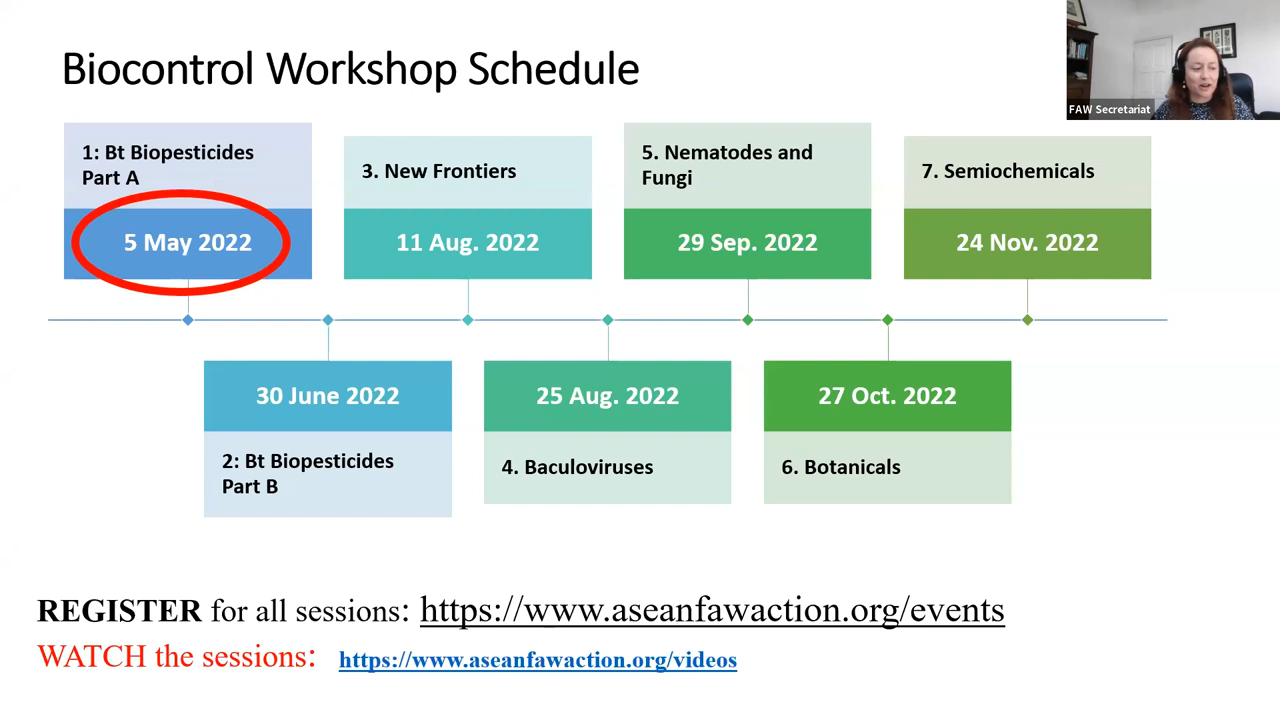 Biocontrol Workshop Schedule
FAW Secretariat
1: Bt Biopesticides
Part A
5 May 2022
3. New Frontiers
11 Aug. 2022
5. Nematodes and
Fungi
29 Sep. 2022
7. Semiochemicals
24 Nov. 2022
30 June 2022
2: Bt Biopesticides
Part B
25 Aug. 2022
4. Baculoviruses
27 Oct. 2022
6. Botanicals
REGISTER for all sessions: https://www.aseanfawaction.org/events
WATCH the sessions: https://www.aseanfawaction.org/videos